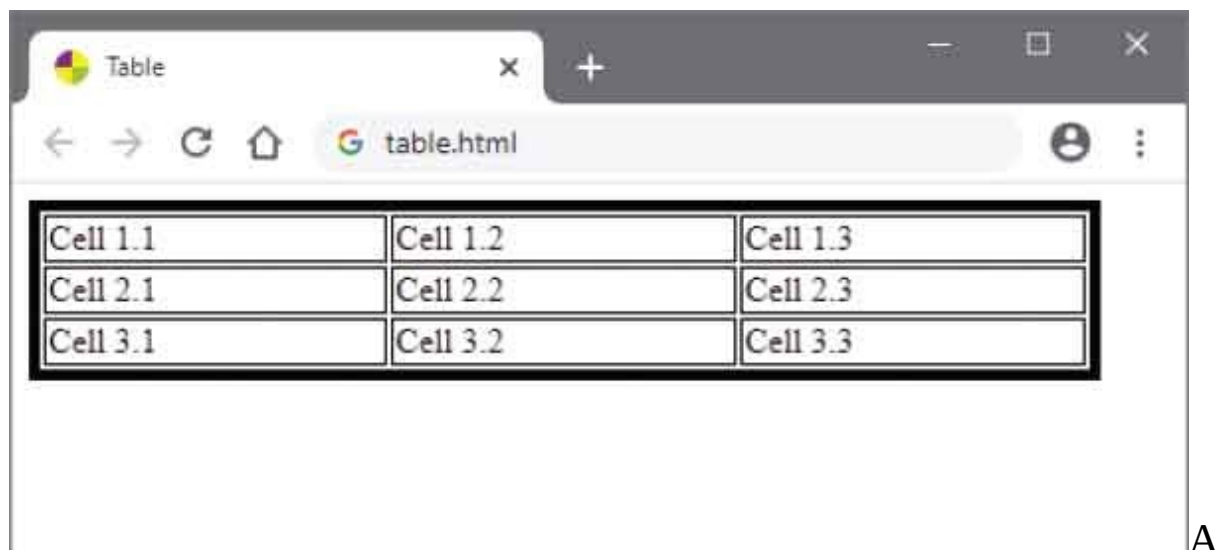 Table
table.html
Cell 1.1 Cell 1.2 Cell 1.3
Cell 2.1 Cell 2.2 Cell 2.3
Cell 3.1 Cell 3.2 Cell 3.3
A